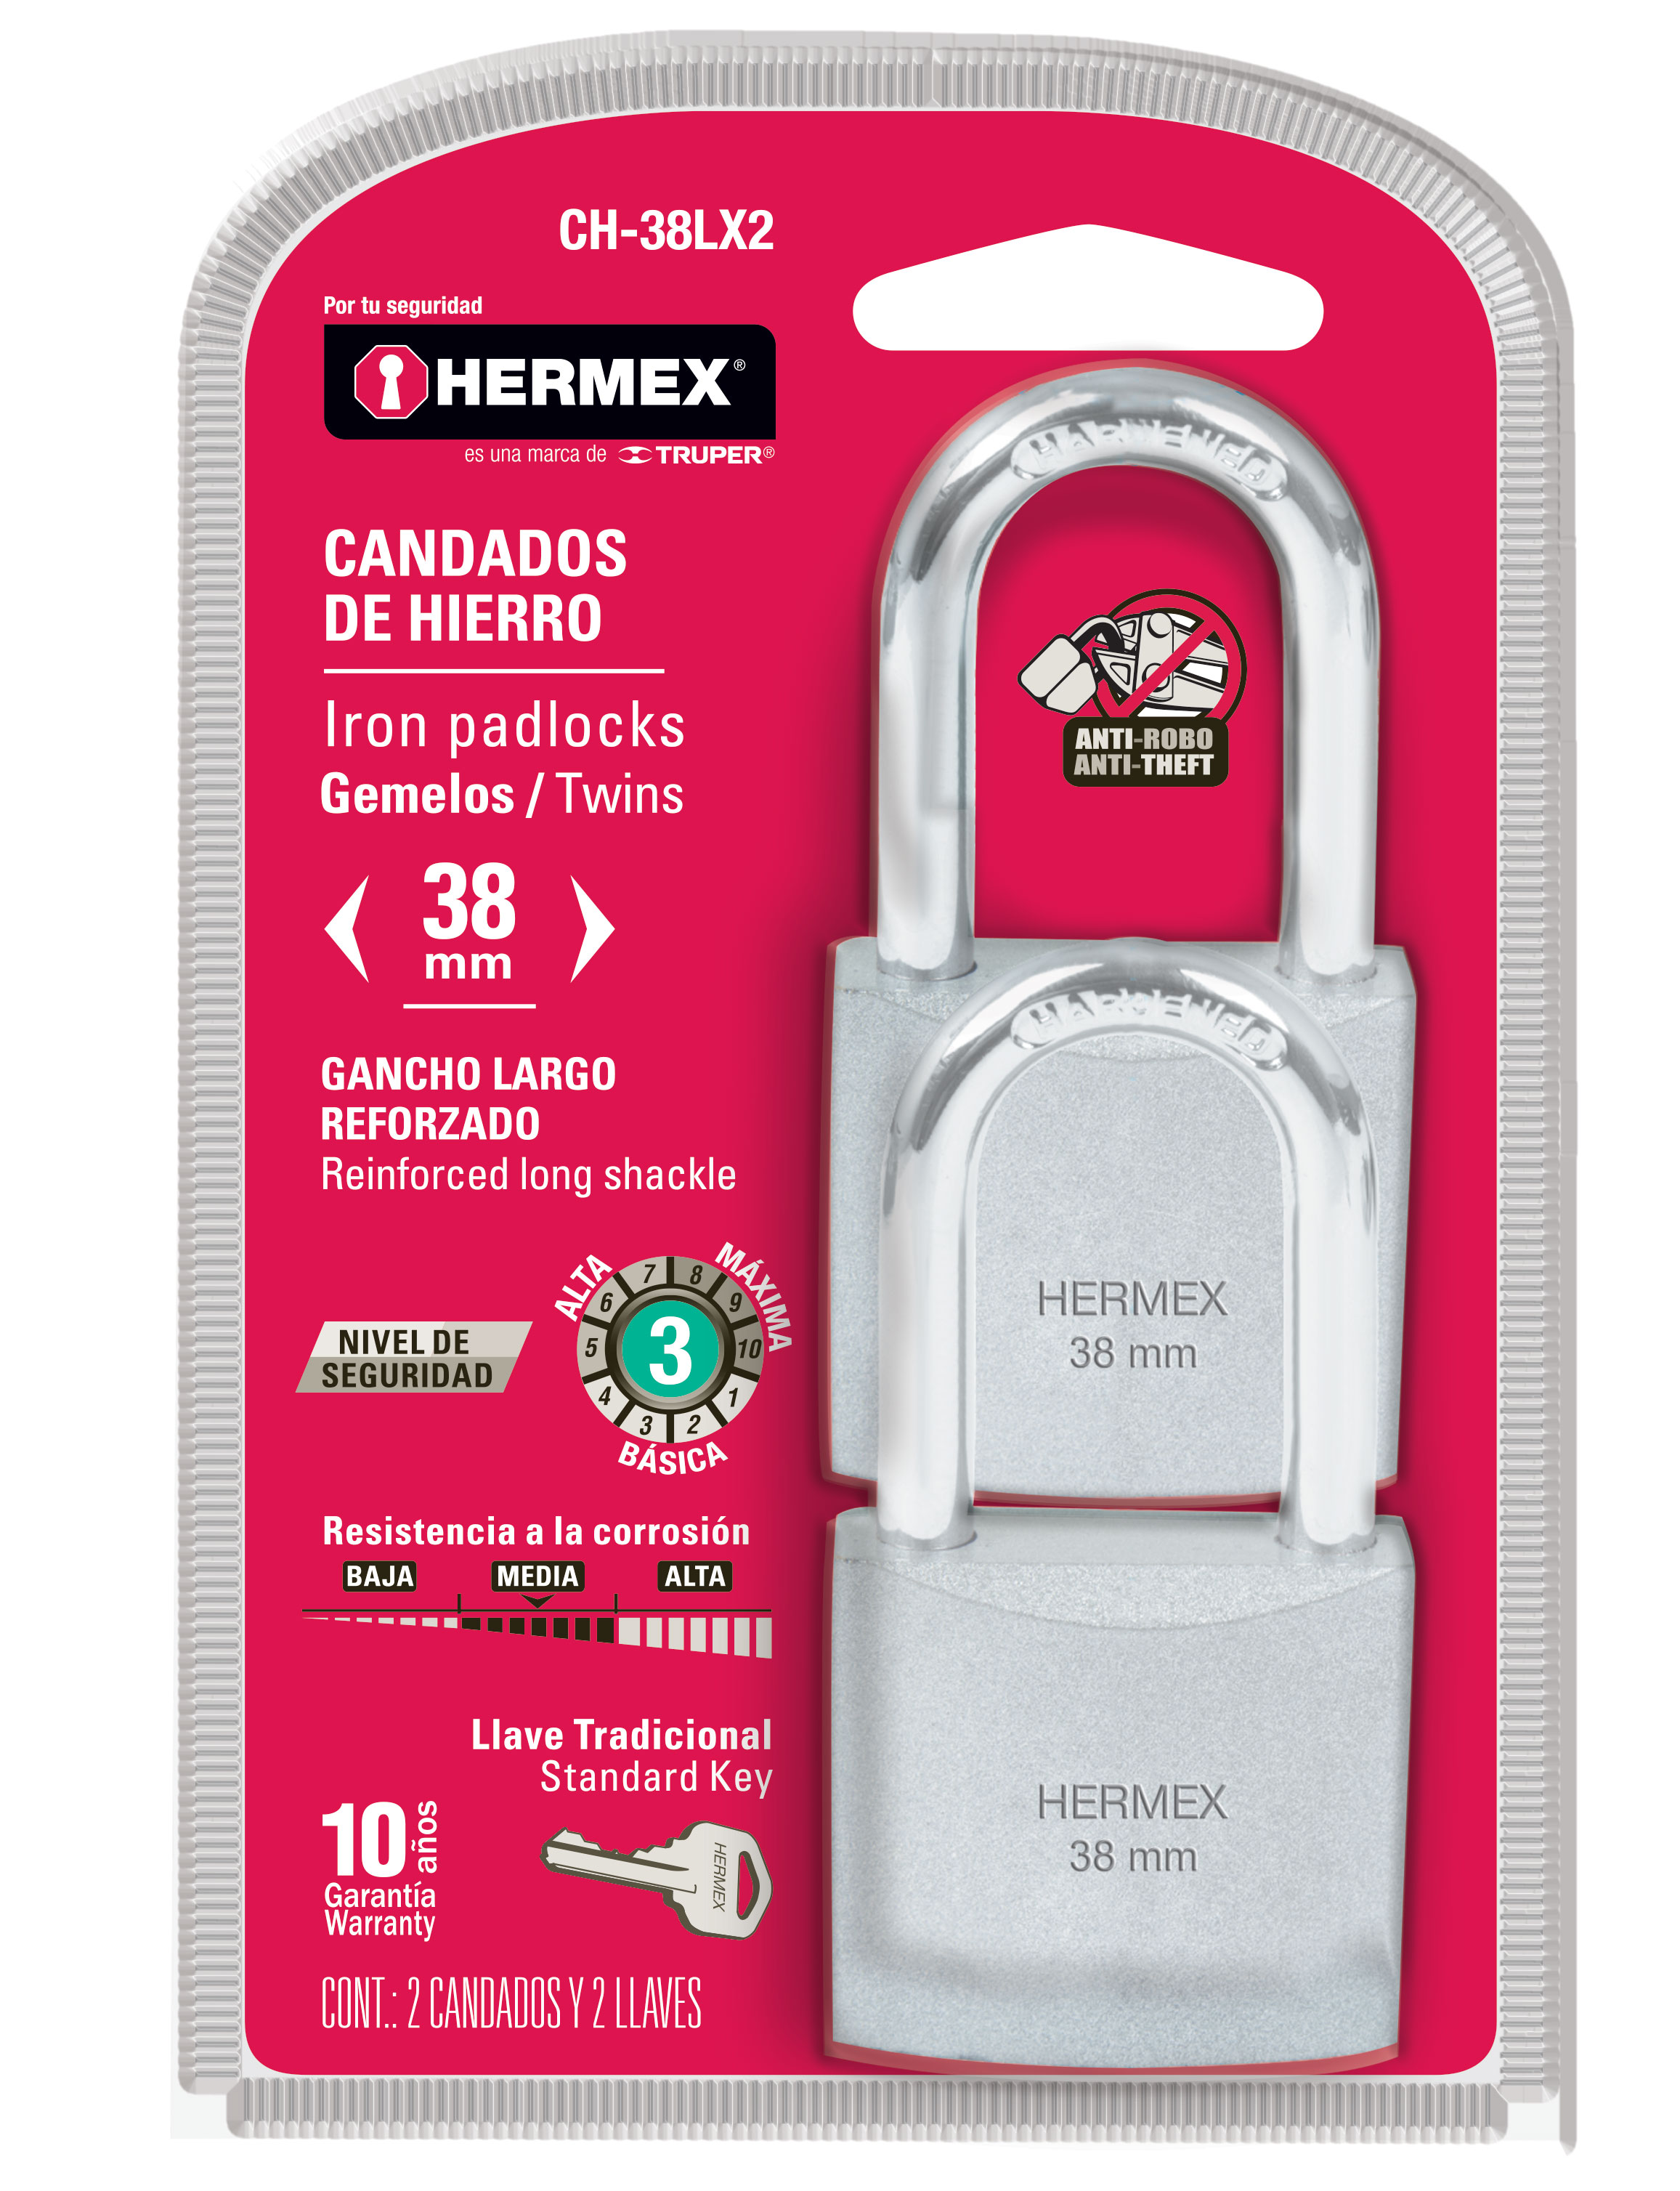 CH-38LX2
Por tu seguridad
HERMEX®
es una marca de TRUPER®
CANDADOS
DE HIERRO
Iron padlocks
Gemelos / Twins
38
mm
GANCHO LARGO
REFORZADO
Reinforced long shackle
NIVEL DE
SEGURIDAD
ALTA
MÁXIMA
BÁSICA
3
1
2
3
4
5
6
7
8
9
10
Resistencia a la corrosión
BAJA MEDIA ALTA
Llave Tradicional
Standard Key
HERMEX
10 años
Garantía
Warranty
CONT.: 2 CANDADOS Y 2 LLAVES
HARDENED
ANTI-ROBO
ANTI-THEFT
HARDENED
HERMEX
38 mm
HERMEX
38 mm